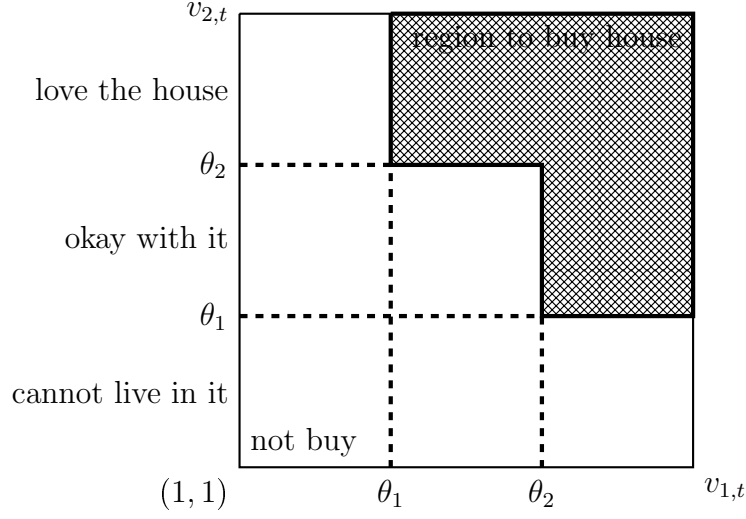 v_{2,t}
region to buy house
love the house
θ_2
okay with it
θ_1
cannot live in it
not buy
(1, 1)
θ_1
θ_2
v_{1,t}